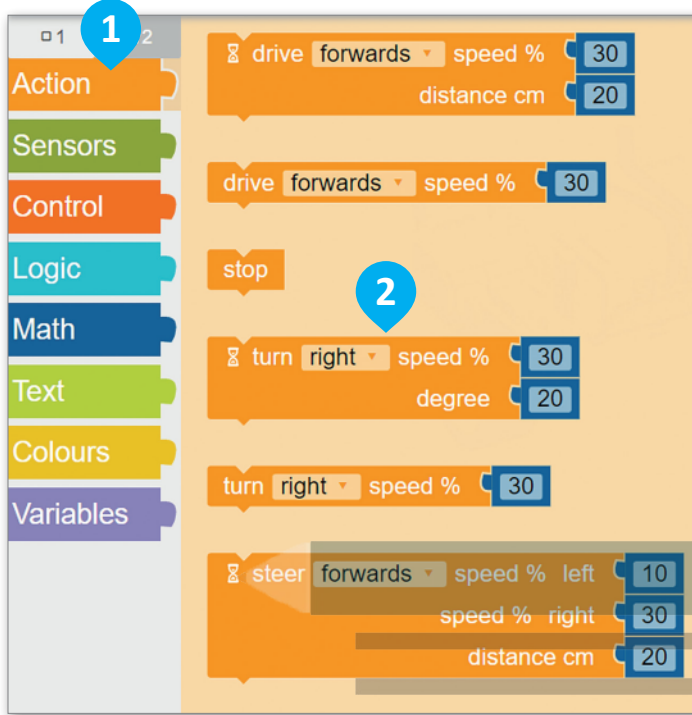 1 2
1
Action
Sensors
Control
Logic
Math
Text
Colours
Variables
drive forwards speed % 30
distance cm 20
drive forwards speed % 30
stop
2
turn right speed % 30
degree 20
turn right speed % 30
steer forwards speed % left 10
speed % right 30
distance cm 20